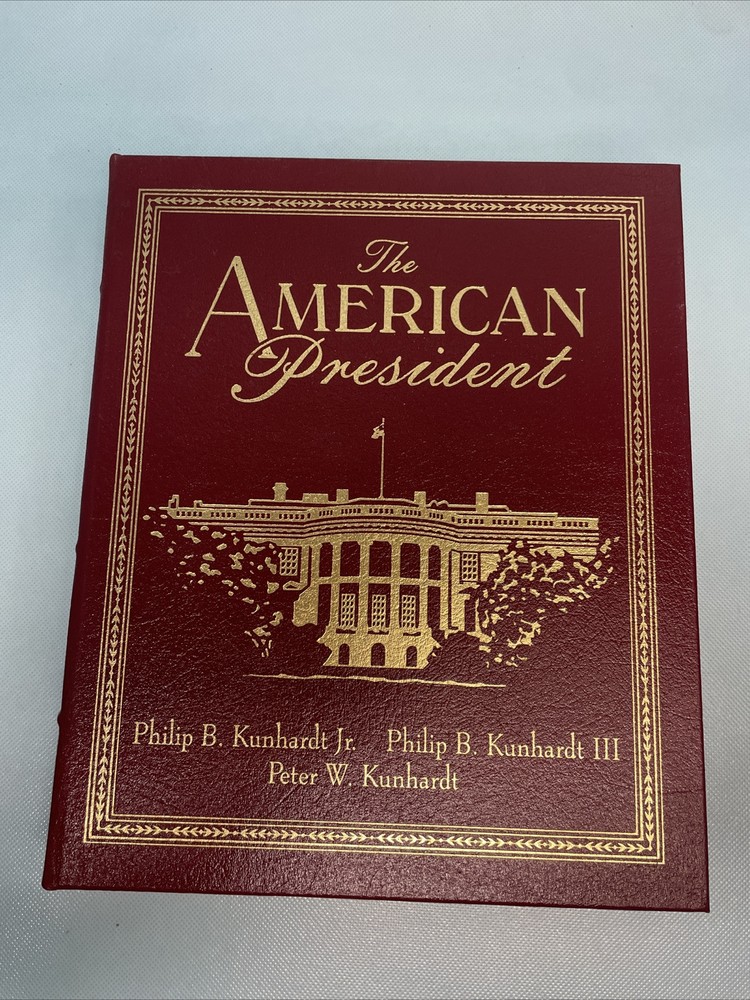 The
AMERICAN
President
Philip B. Kunhardt Jr. Philip B. Kunhardt III
Peter W. Kunhardt